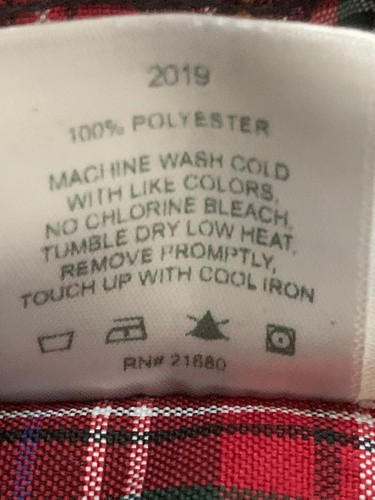 2019
100% POLYESTER
MACHINE WASH COLD
WITH LIKE COLORS,
NO CHLORINE BLEACH,
TUMBLE DRY LOW HEAT,
REMOVE PROMPTLY,
TOUCH UP WITH COOL IRON
RN# 21680